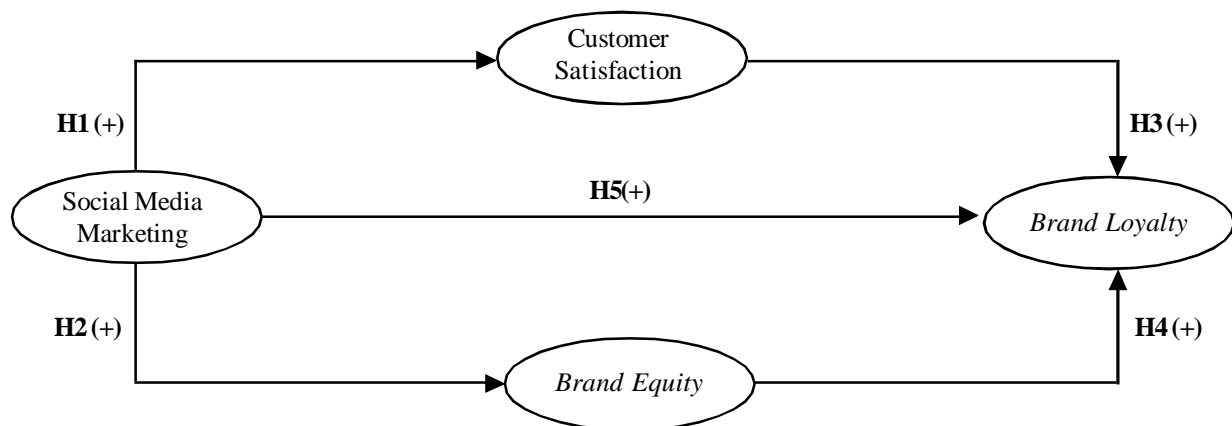 Customer
Satisfaction
H1 (+)
H3 (+)
Social Media
Marketing
H5(+)
Brand Loyalty
H2 (+)
H4 (+)
Brand Equity